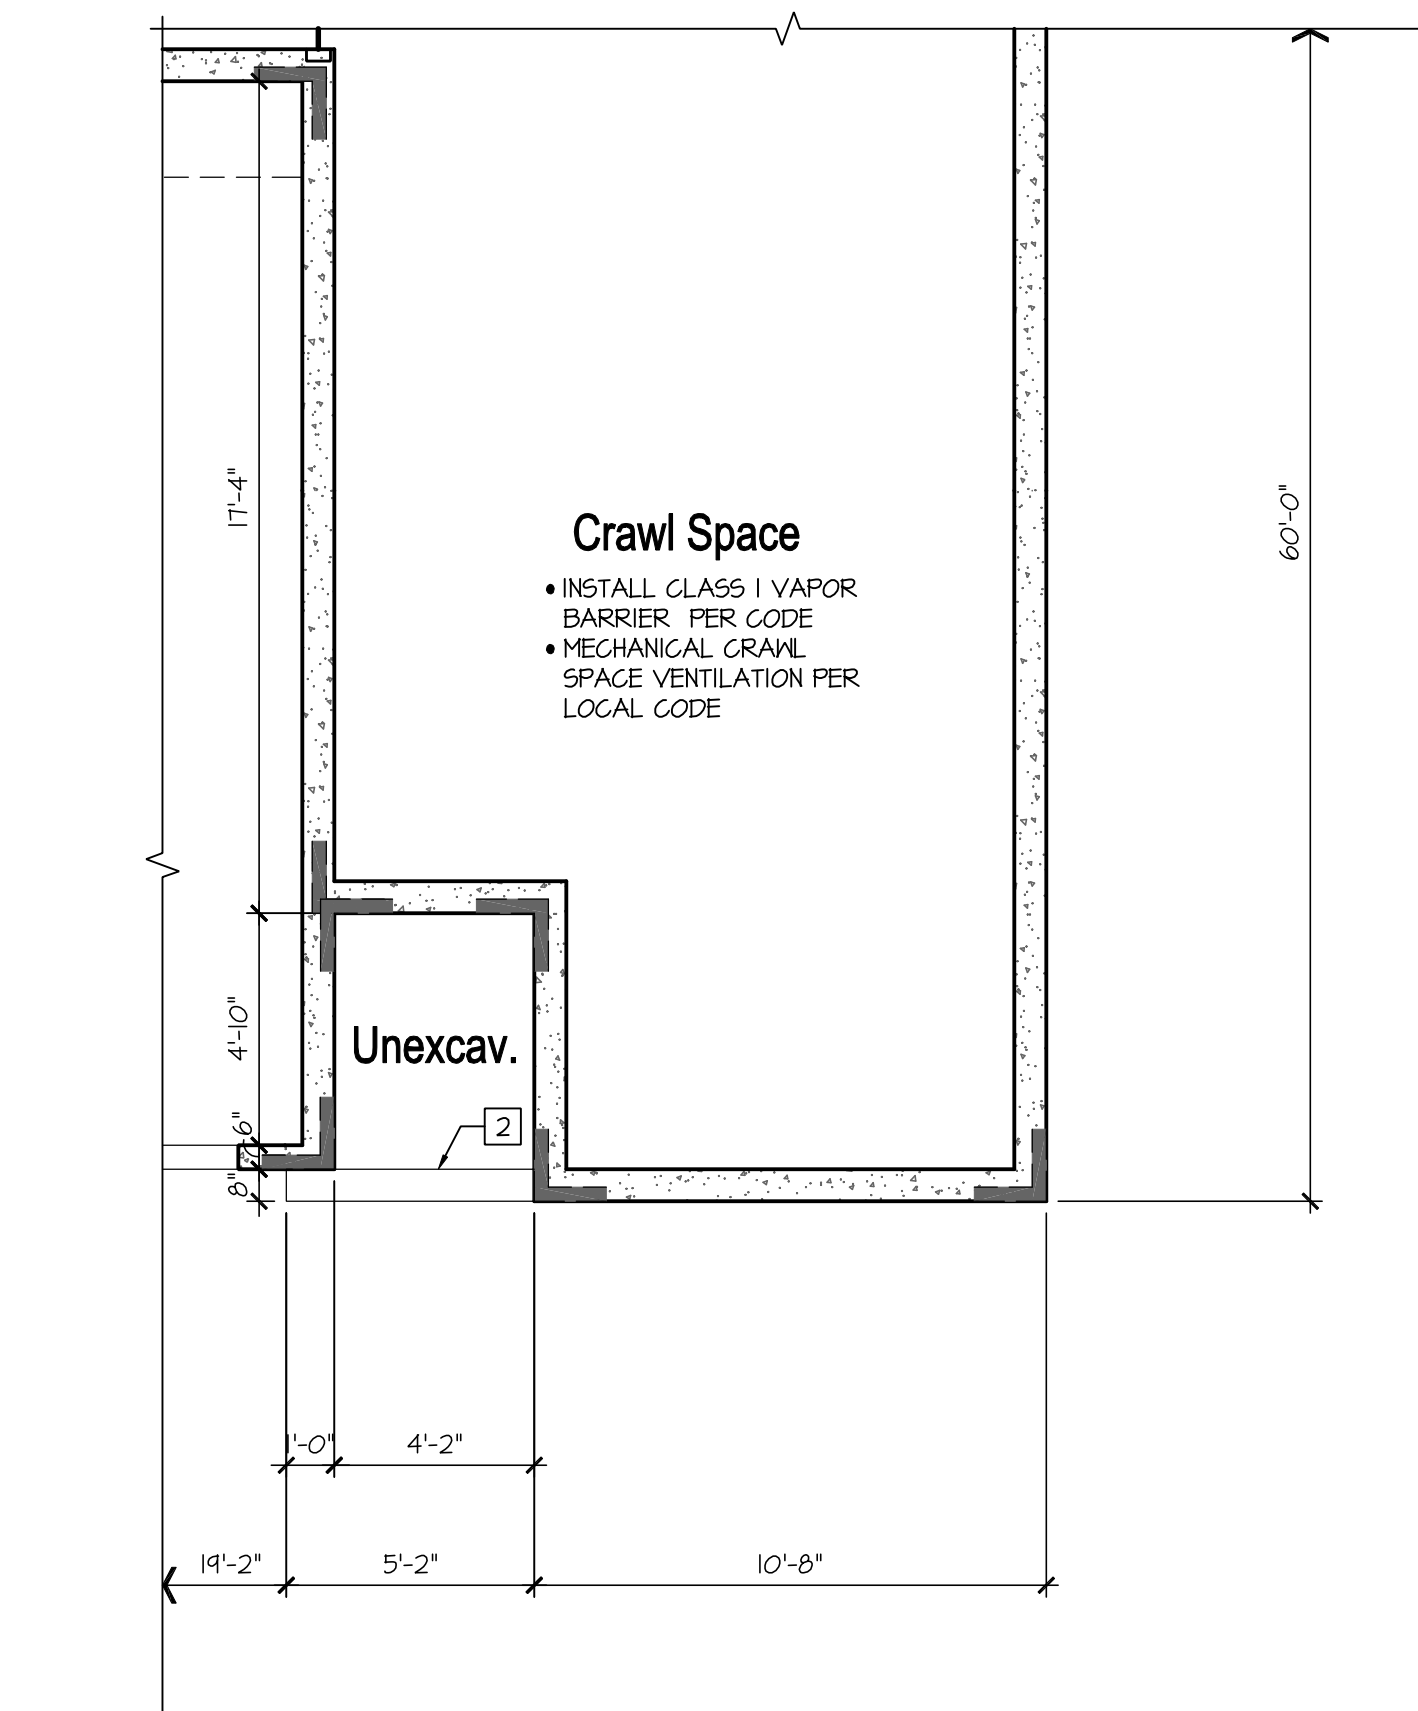 17'-4"
60'-0"
Crawl Space
• INSTALL CLASS I VAPOR
BARRIER PER CODE
• MECHANICAL CRAWL
SPACE VENTILATION PER
LOCAL CODE
4'-10"
Unexcav.
6"
2
8"
1'-0"
4'-2"
19'-2"
5'-2"
10'-8"